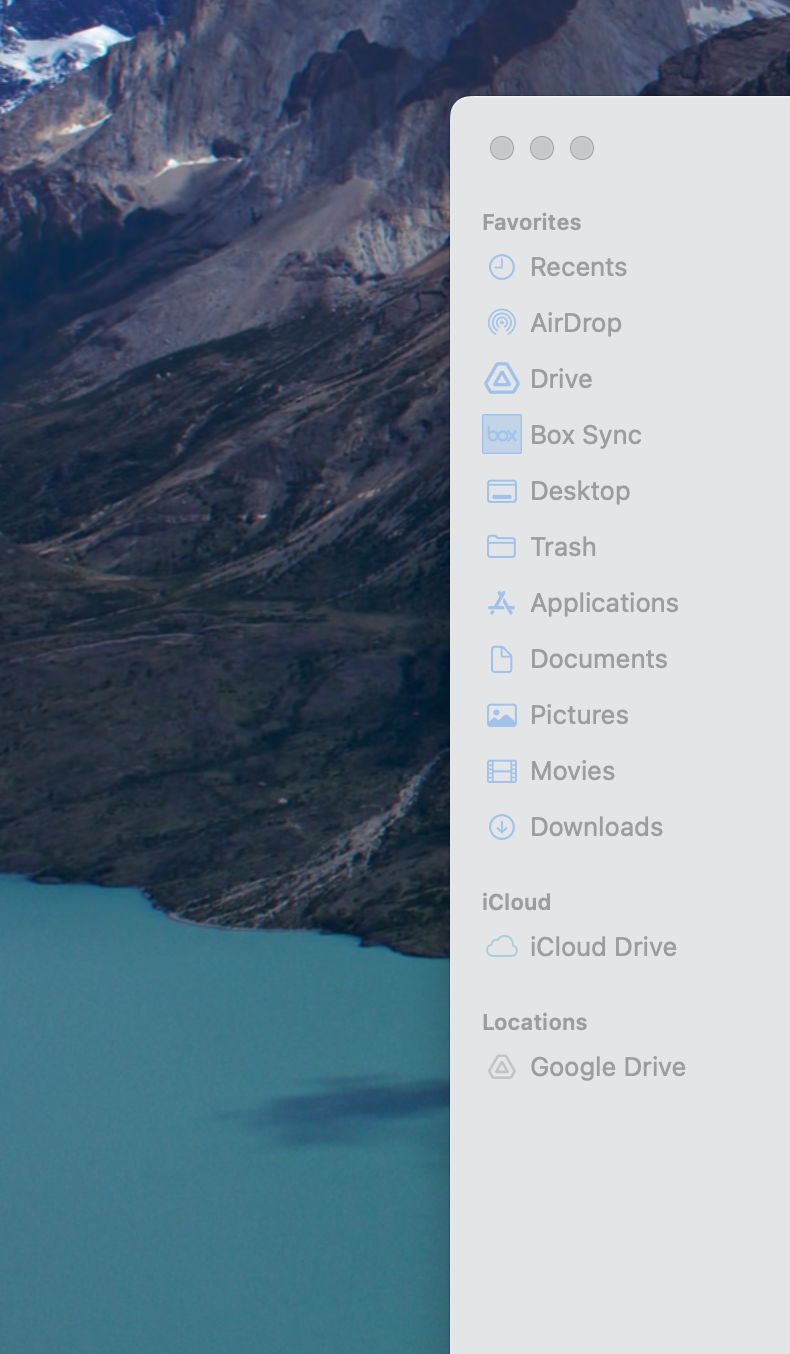 Favorites
Recents
AirDrop
Drive
box Box Sync
Desktop
Trash
Applications
Documents
Pictures
Movies
Downloads
iCloud
iCloud Drive
Locations
Google Drive